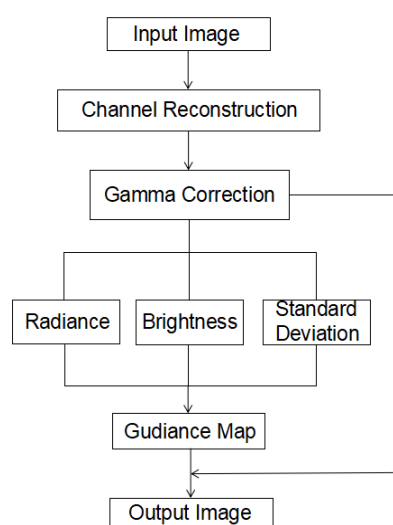 Input Image
Channel Reconstruction
Gamma Correction
Radiance
Brightness
Standard
Deviation
Gudiance Map
Output Image